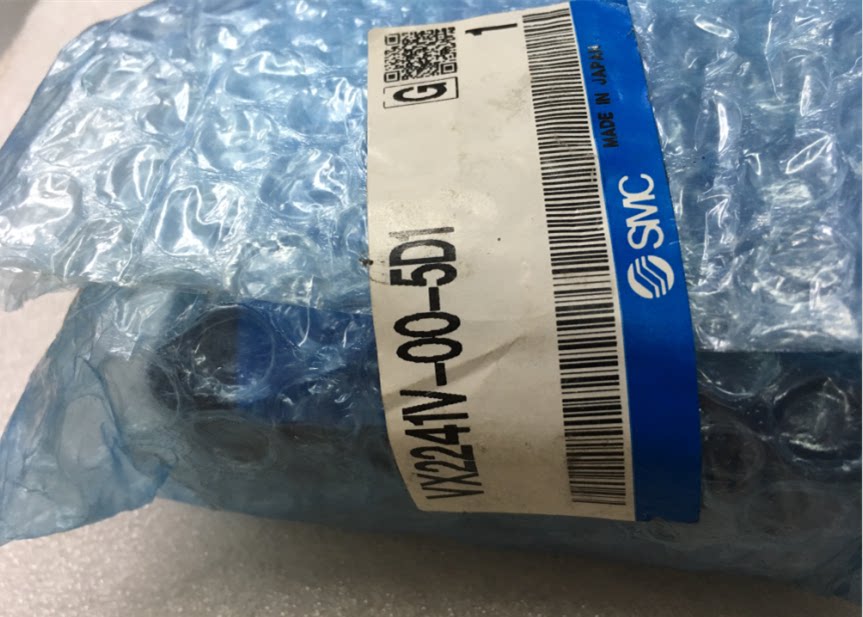 G
1
VX2241V-00-5D1
MADE IN JAPAN
SMC